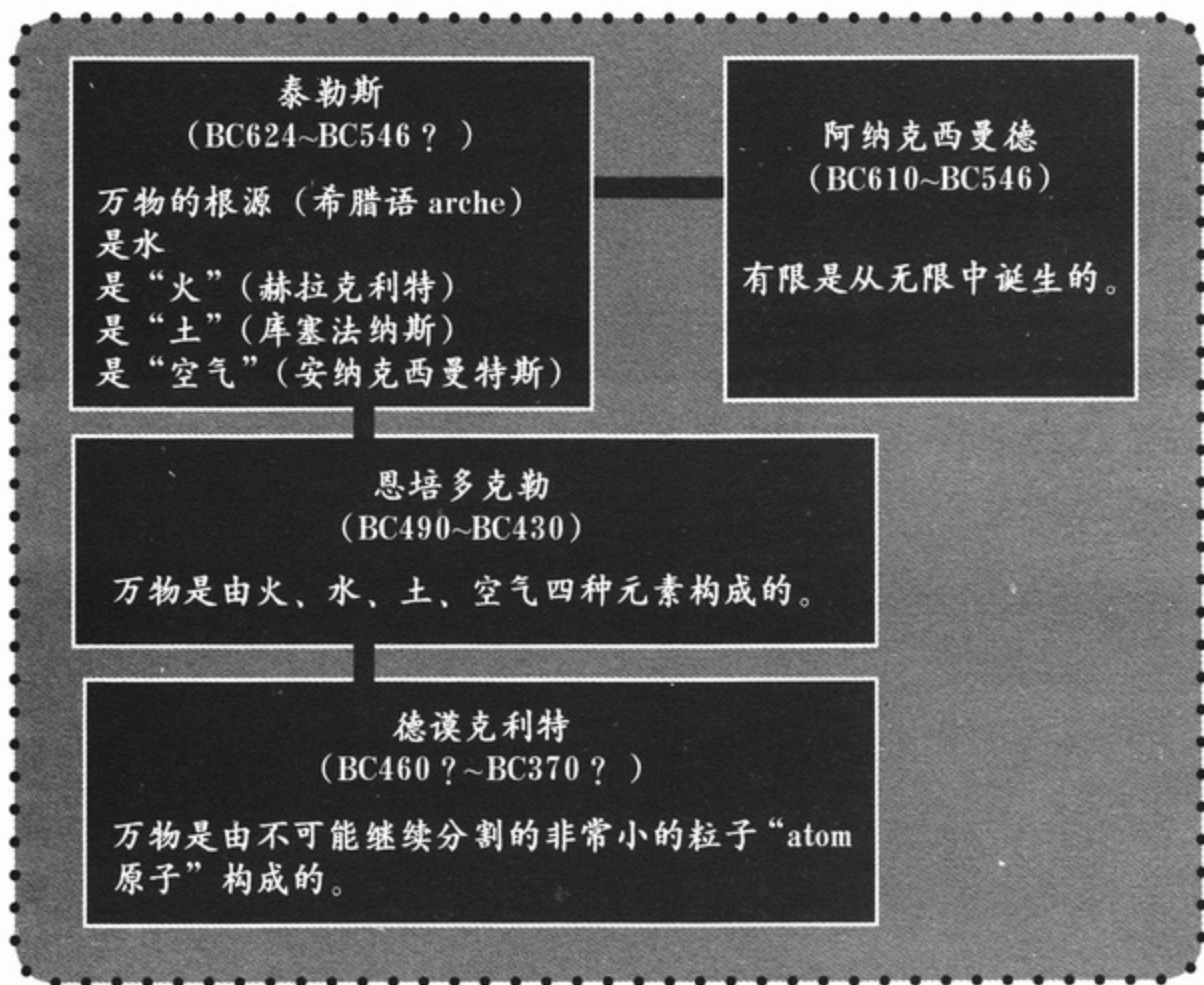 泰勒斯
（BC624~BC546？）
万物的根源（希腊语 arche）
是水
是“火”（赫拉克利特）
是“土”（库塞法纳斯）
是“空气”（安纳克西曼特斯）
阿纳克西曼德
（BC610~BC546）
有限是从无限中诞生的。
恩培多克勒
（BC490~BC430）
万物是由火、水、土、空气四种元素构成的。
德谟克利特
（BC460？~BC370？）
万物是由不可能继续分割的非常小的粒子“atom
原子”构成的。